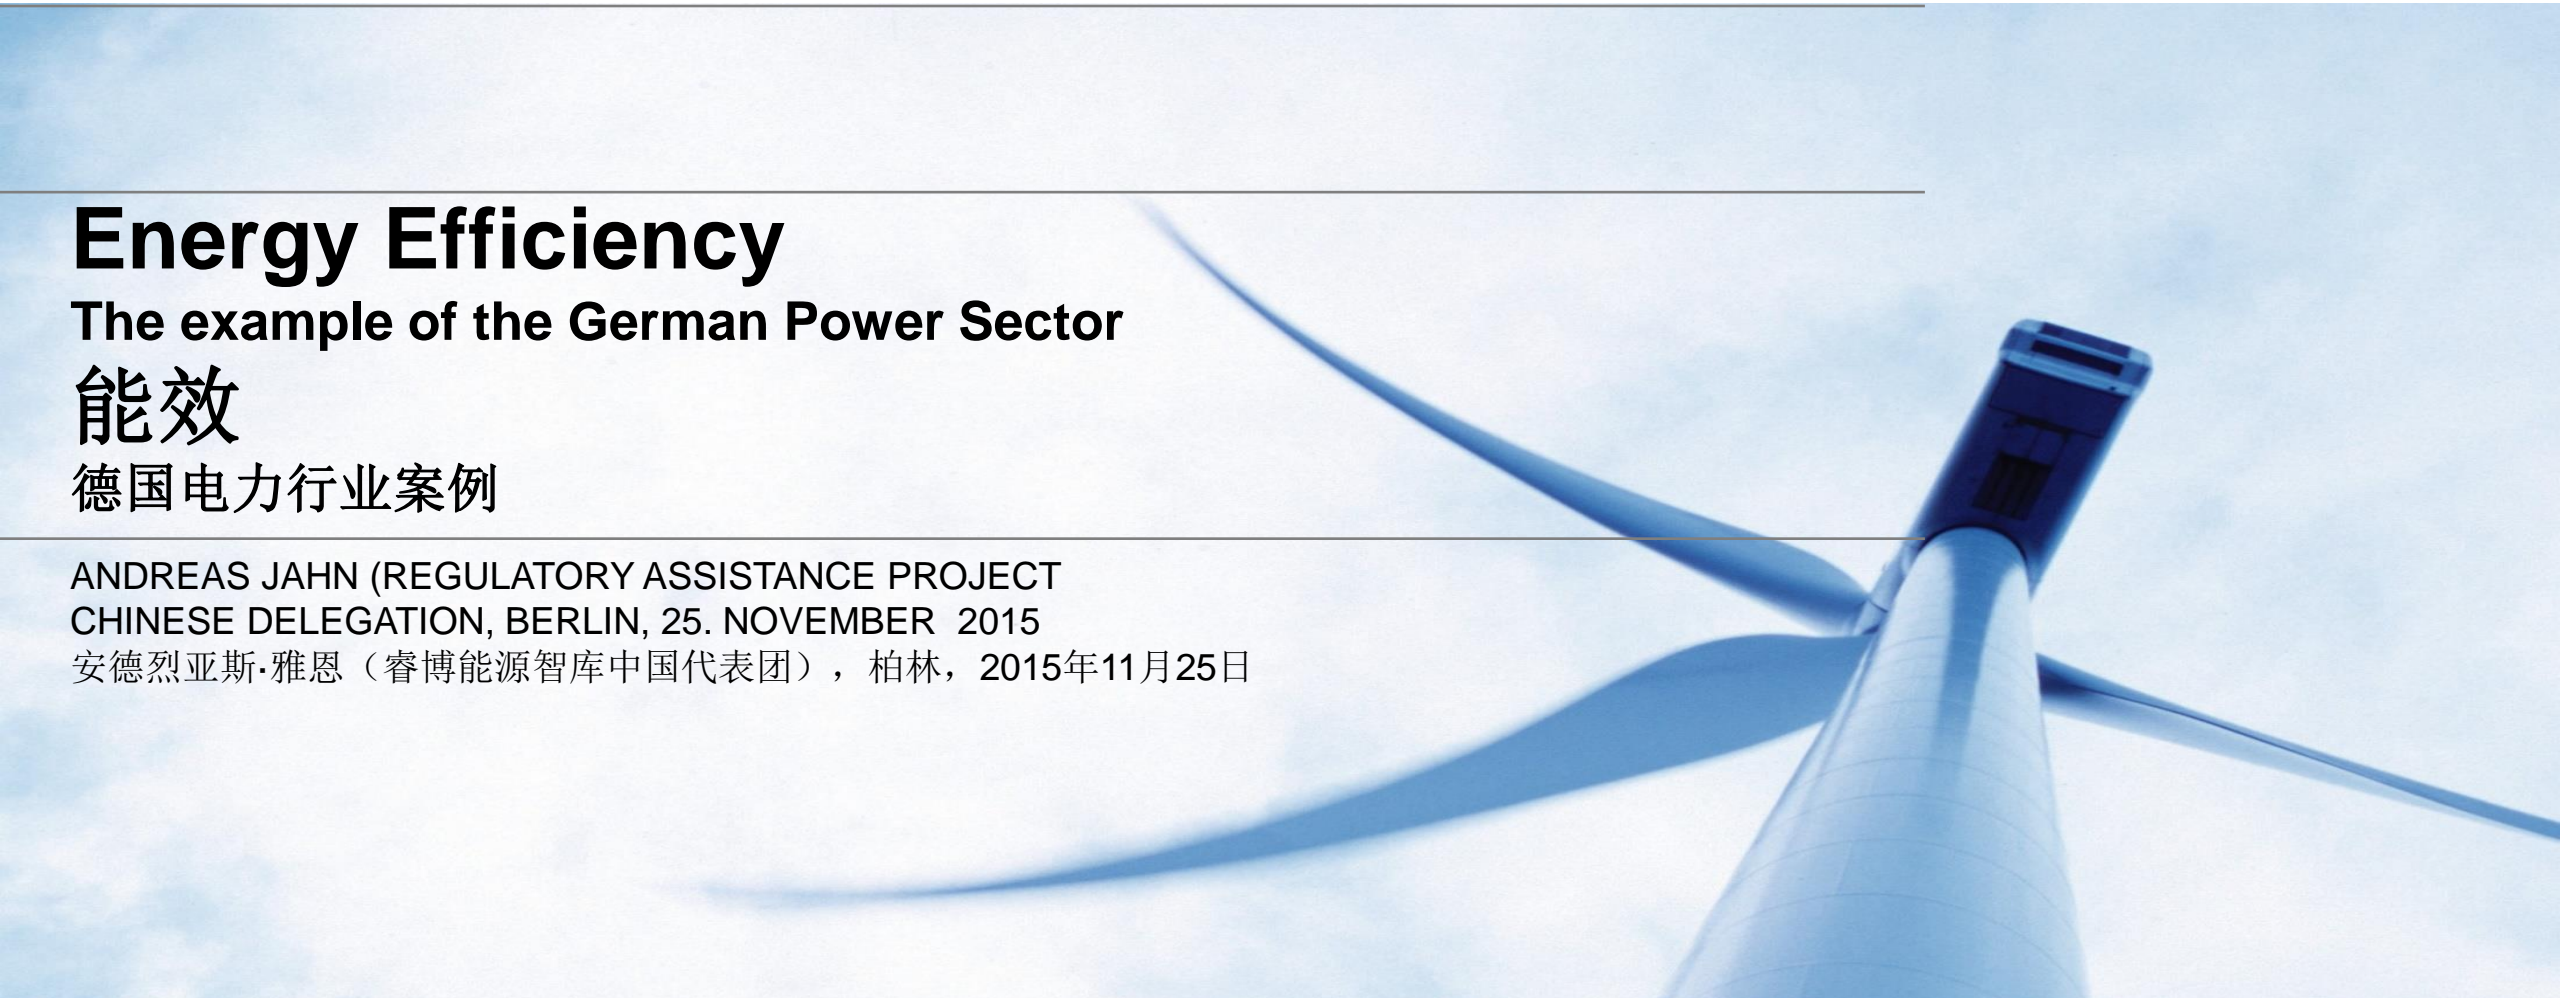 Energy Efficiency
The example of the German Power Sector
能效
德国电力行业案例
ANDREAS JAHN (REGULATORY ASSISTANCE PROJECT
CHINESE DELEGATION, BERLIN, 25. NOVEMBER  2015
安德烈亚斯·雅恩（睿博能源智库中国代表团），柏林，2015年11月25日